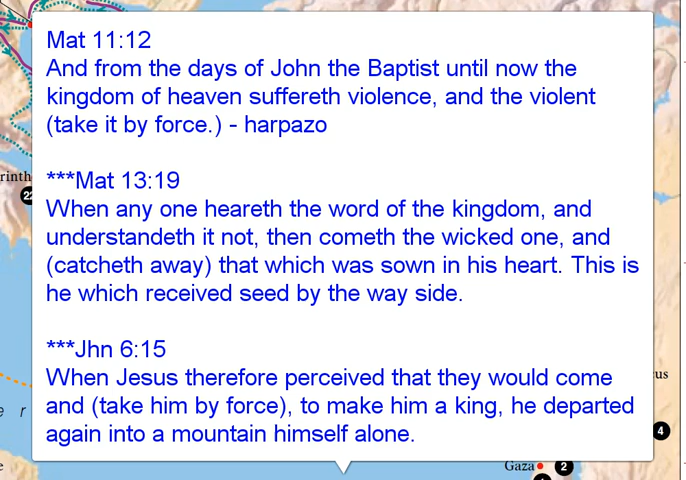 Mat 11:12
And from the days of John the Baptist until now the
kingdom of heaven suffereth violence, and the violent
(take it by force.) - harpazo
***Mat 13:19
When any one heareth the word of the kingdom, and
understandeth it not, then cometh the wicked one, and
(catcheth away) that which was sown in his heart. This is
he which received seed by the way side.
***Jhn 6:15
When Jesus therefore perceived that they would come
and (take him by force), to make him a king, he departed
again into a mountain himself alone.
rinth
us
e r
4
e
Gaza
2